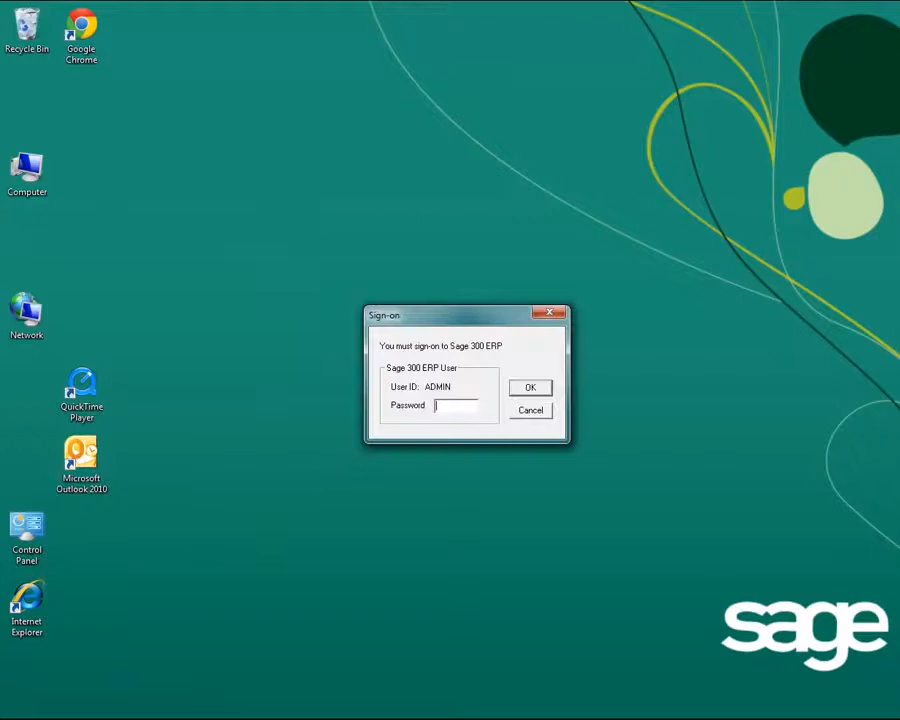 Recycle Bin
Google
Chrome
Computer
Network
QuickTime
Player
Microsoft
Outlook 2010
Control
Panel
Internet
Explorer
Sign-on
You must sign-on to Sage 300 ERP
Sage 300 ERP User
User ID: ADMIN
Password
OK
Cancel
sage